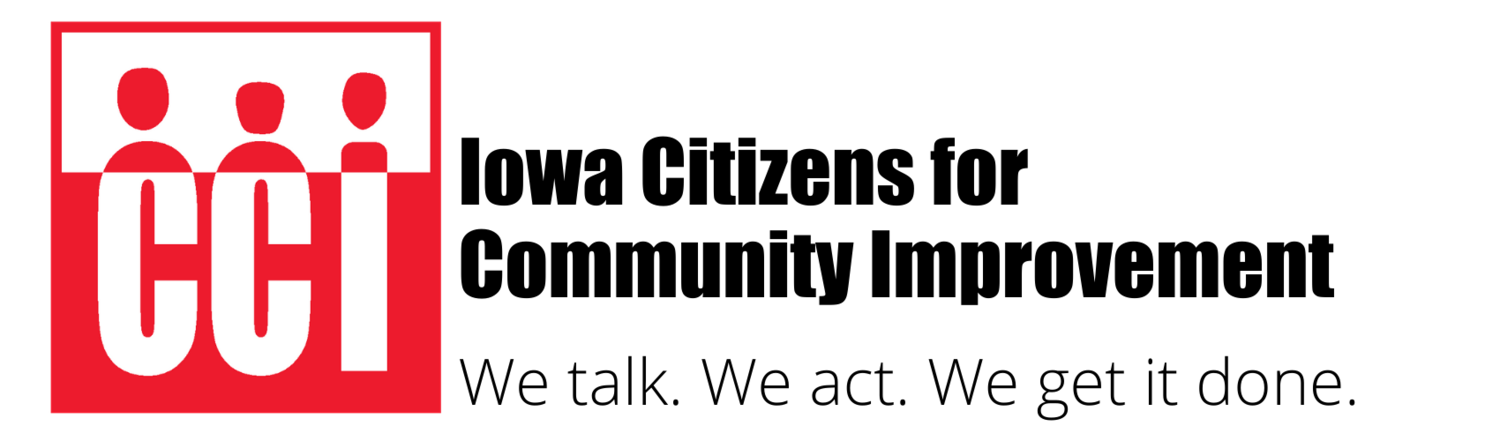 CCI
Iowa Citizens for
Community Improvement
We talk. We act. We get it done.